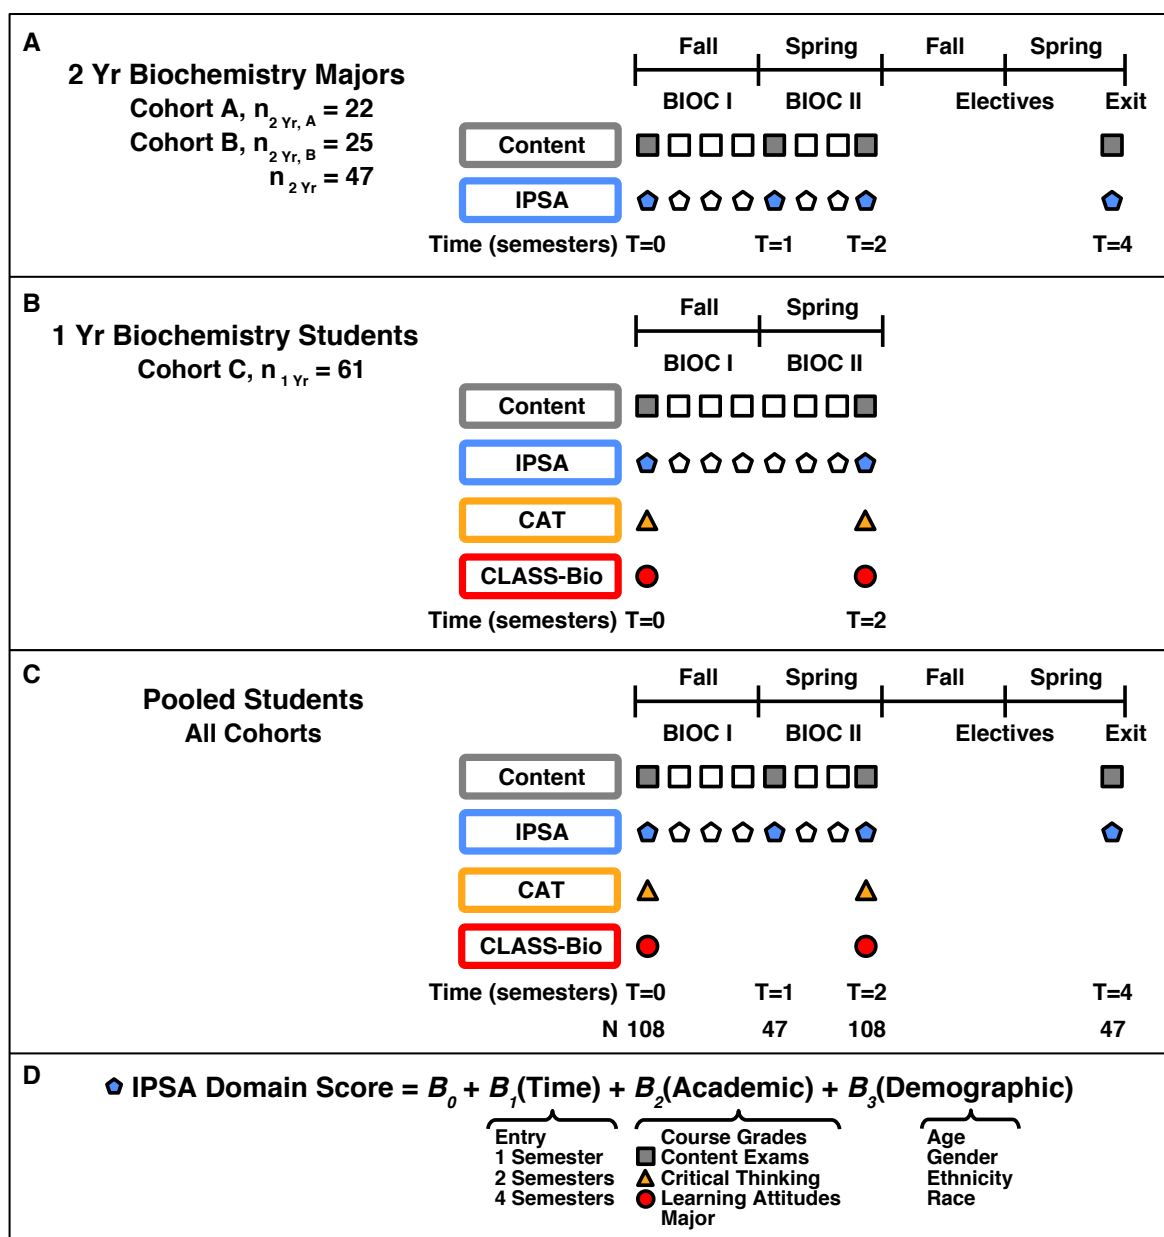 A
2 Yr Biochemistry Majors
Cohort A, n 2 Yr, A = 22
Cohort B, n 2 Yr, B = 25
n 2 Yr = 47
Fall Spring Fall Spring
BIOC I BIOC II Electives Exit
Content
IPSA
Time (semesters) T=0 T=1 T=2 T=4
B
1 Yr Biochemistry Students
Cohort C, n 1 Yr = 61
Fall Spring
BIOC I BIOC II
Content
IPSA
CAT
CLASS-Bio
Time (semesters) T=0 T=2
C
Pooled Students
All Cohorts
Fall Spring Fall Spring
BIOC I BIOC II Electives Exit
Content
IPSA
CAT
CLASS-Bio
Time (semesters) T=0 T=1 T=2 T=4
N 108 47 108 47
D
IPSA Domain Score = B0 + B1(Time) + B2(Academic) + B3(Demographic)
Entry Course Grades Age
1 Semester Content Exams Gender
2 Semesters Critical Thinking Ethnicity
4 Semesters Learning Attitudes Race
Major